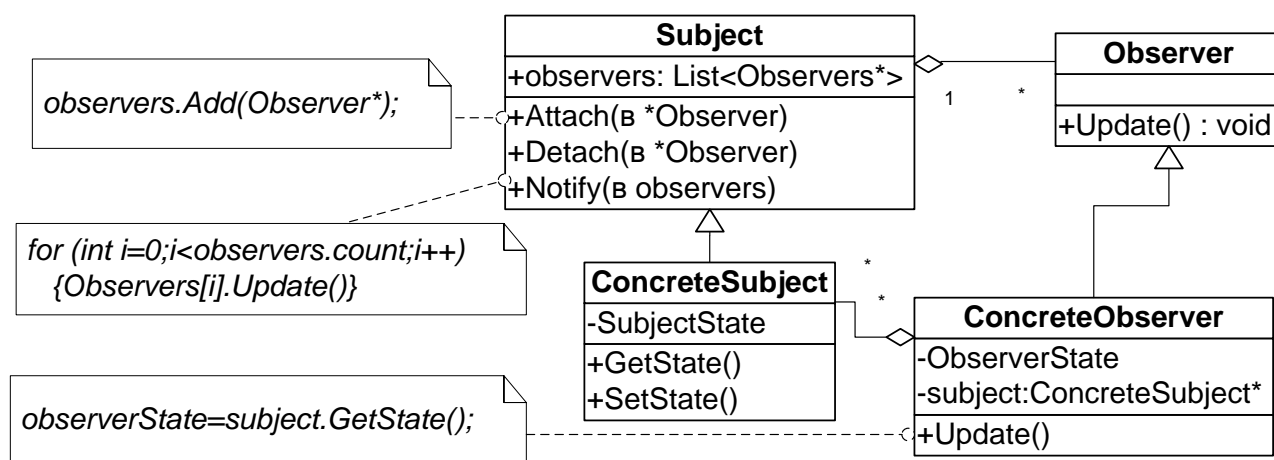 Subject
+observers: List<Observers*>
+Attach(в *Observer)
+Detach(в *Observer)
+Notify(в observers)
Observer
+Update() : void
1
*
observers.Add(Observer*);
for (int i=0;i<observers.count;i++)
{Observers[i].Update()}
ConcreteSubject
-SubjectState
+GetState()
+SetState()
*
*
ConcreteObserver
-ObserverState
-subject:ConcreteSubject*
+Update()
observerState=subject.GetState();